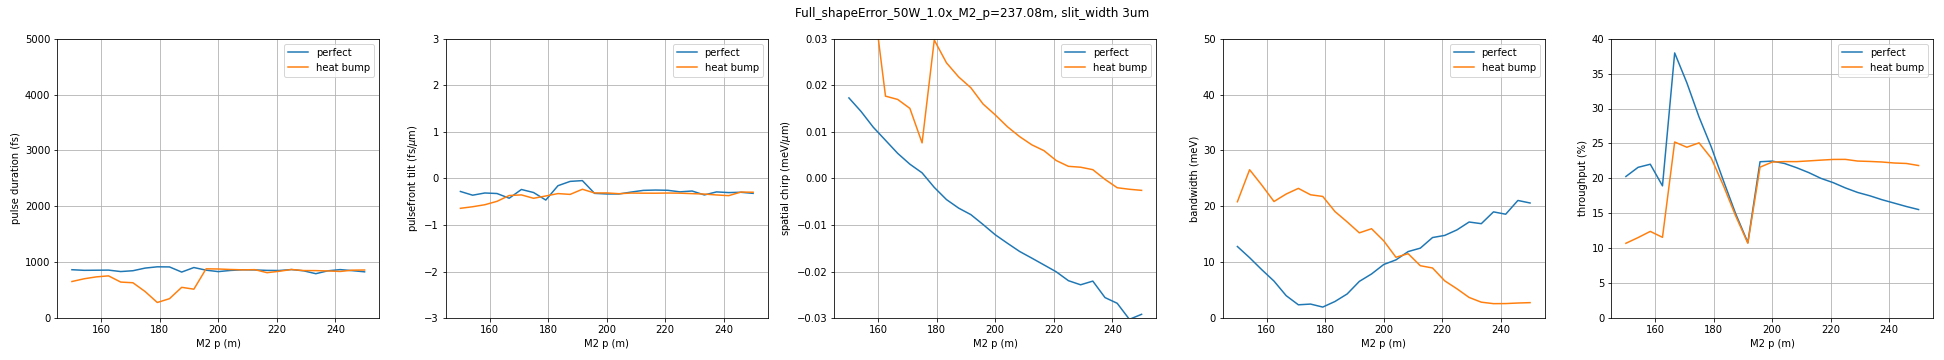 Full_shapeError_50W_1.0x_M2_p=237.08m, slit_width 3um
pulse duration (fs)
5000
4000
3000
2000
1000
0
160
180
200
220
240
M2 p (m)
perfect
heat bump
pulsefront tilt (fs/μm)
3
2
1
0
−1
−2
−3
160
180
200
220
240
M2 p (m)
perfect
heat bump
spatial chirp (meV/μm)
0.03
0.02
0.01
0.00
−0.01
−0.02
−0.03
160
180
200
220
240
M2 p (m)
perfect
heat bump
bandwidth (meV)
50
40
30
20
10
0
160
180
200
220
240
M2 p (m)
perfect
heat bump
throughput (%)
40
35
30
25
20
15
10
5
0
160
180
200
220
240
M2 p (m)
perfect
heat bump